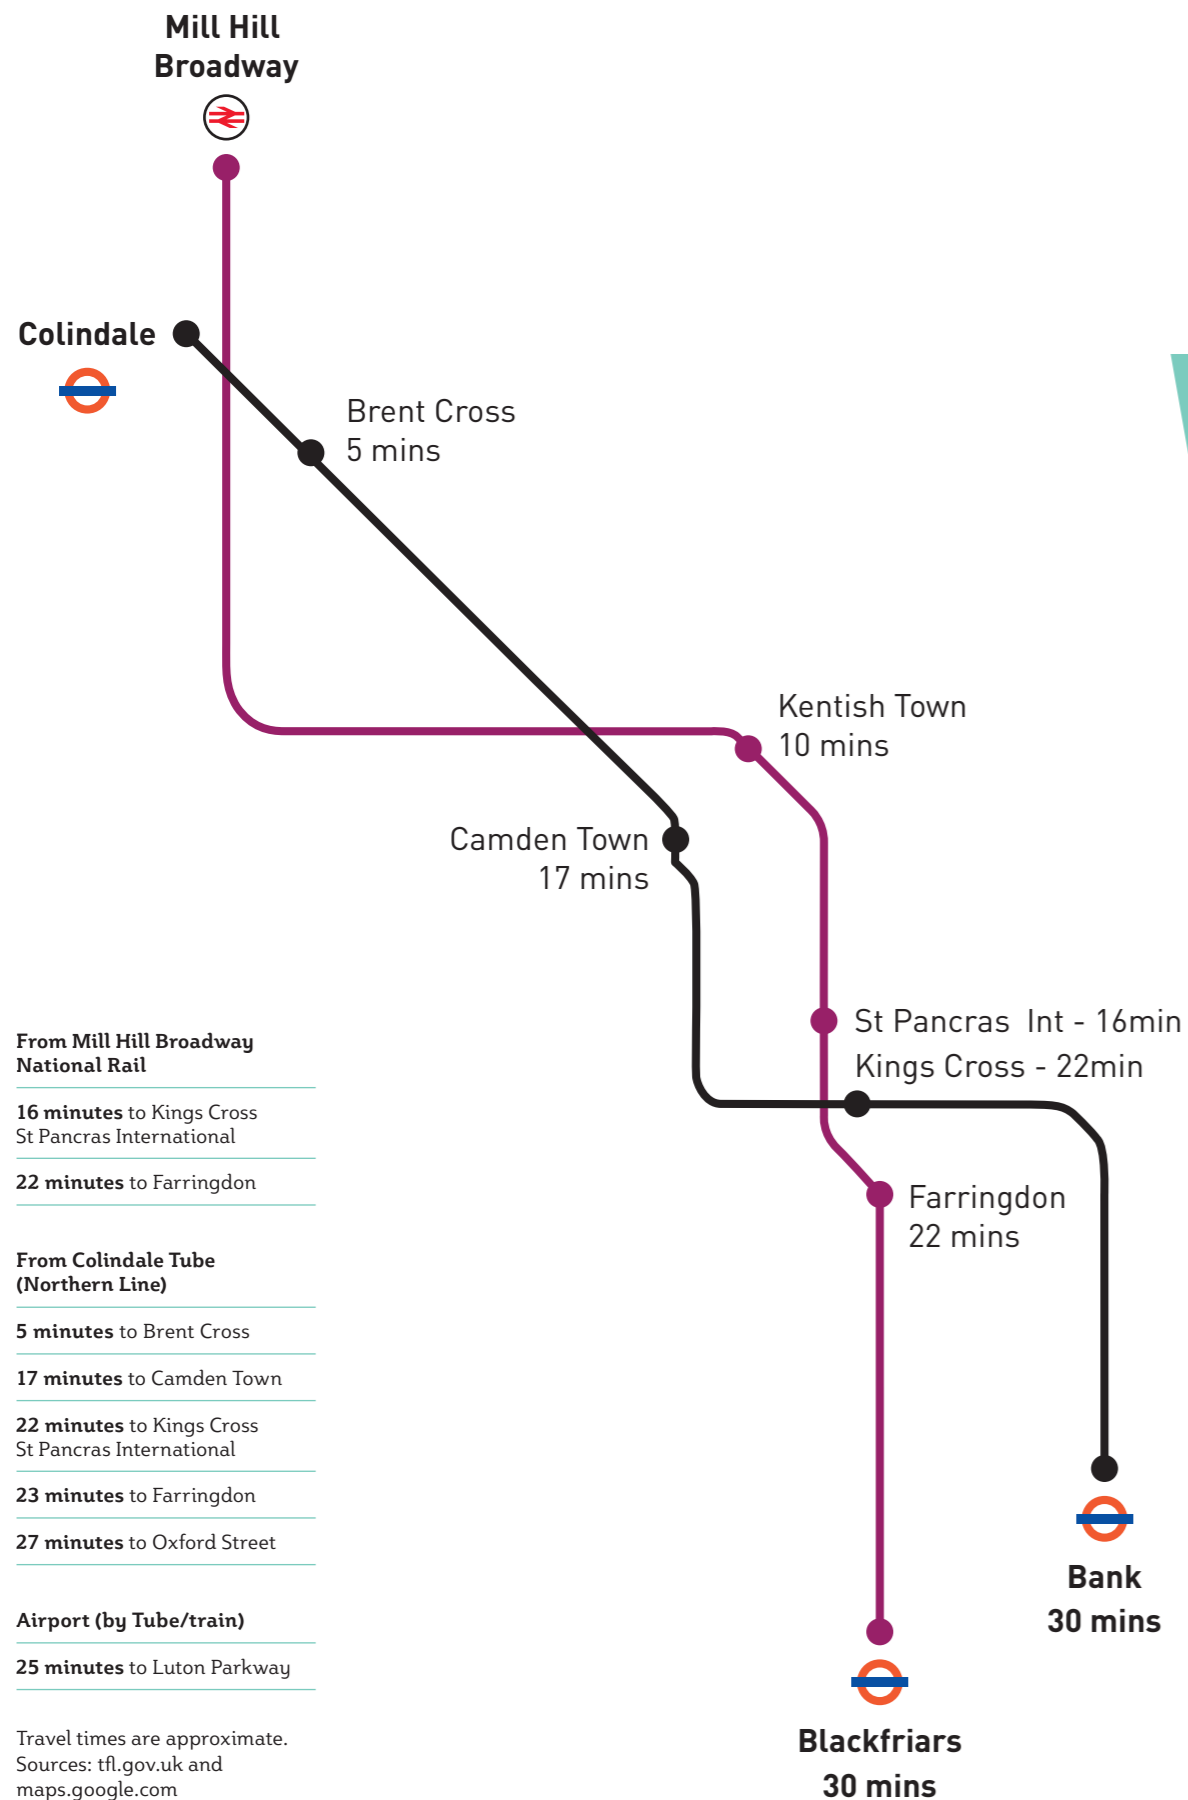 Mill Hill
Broadway
Colindale
Brent Cross
5 mins
Kentish Town
10 mins
Camden Town
17 mins
St Pancras  Int - 16min
Kings Cross - 22min
Farringdon
22 mins
Bank
30 mins
Blackfriars
30 mins
From Mill Hill Broadway
National Rail
16 minutes to Kings Cross
St Pancras International
22 minutes to Farringdon
From Colindale Tube
(Northern Line)
5 minutes to Brent Cross
17 minutes to Camden Town
22 minutes to Kings Cross
St Pancras International
23 minutes to Farringdon
27 minutes to Oxford Street
Airport (by Tube/train)
25 minutes to Luton Parkway
Travel times are approximate.
Sources: tfl.gov.uk and
maps.google.com